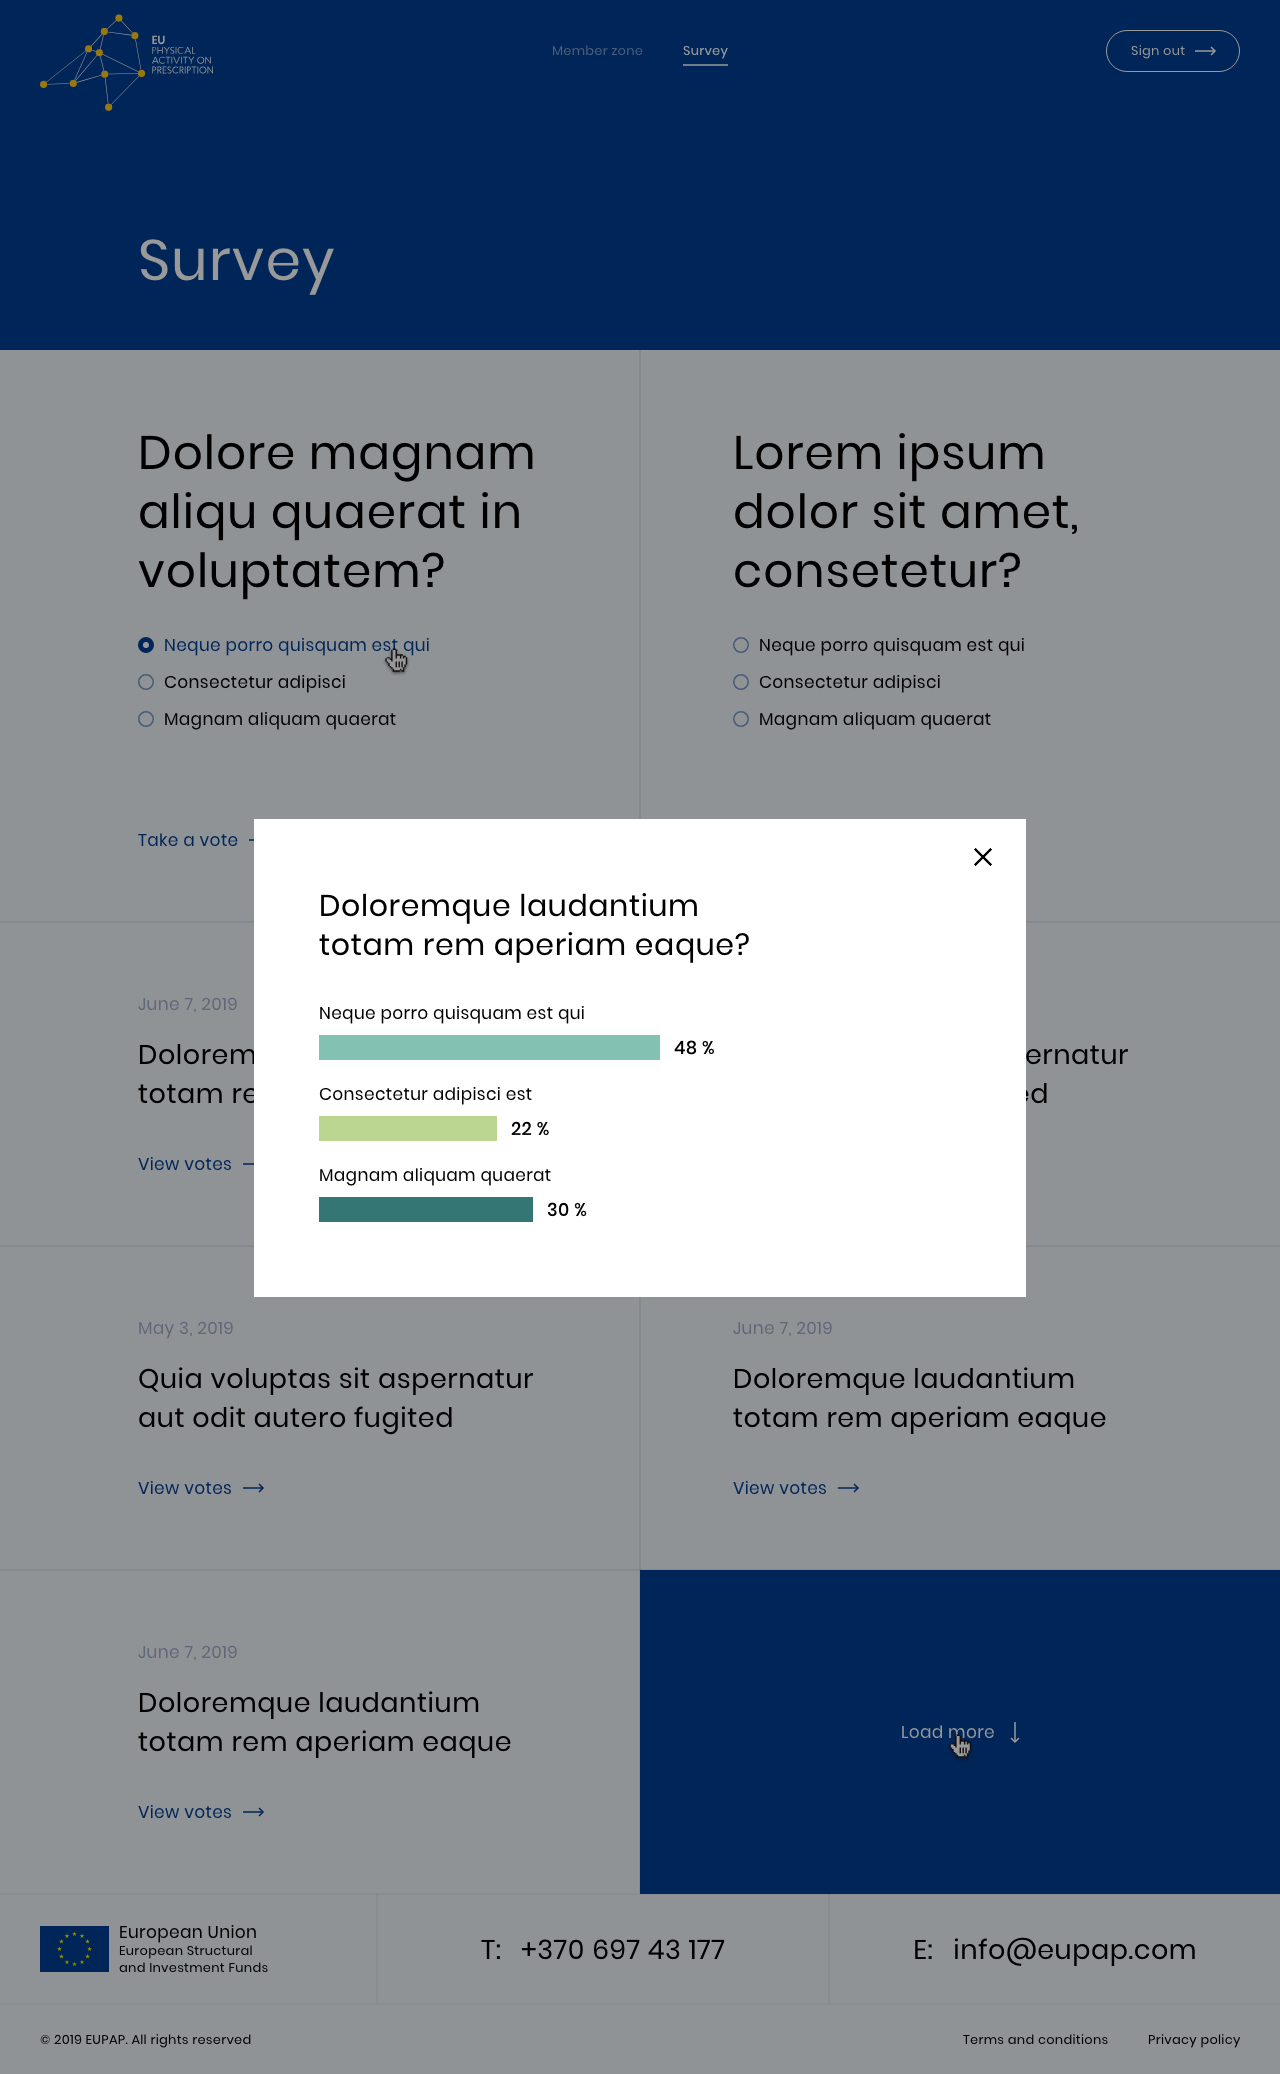 EU
PHYSICAL
ACTIVITY ON
PRESCRIPTION
Member zone
Survey
Sign out
Survey
Dolore magnam
aliqu quaerat in
voluptatem?
Neque porro quisquam est qui
Consectetur adipisci
Magnam aliquam quaerat
Take a vote
Lorem ipsum
dolor sit amet,
consetetur?
Neque porro quisquam est qui
Consectetur adipisci
Magnam aliquam quaerat
Doloremque laudantium
totam rem aperiam eaque?
Neque porro quisquam est qui
48 %
Consectetur adipisci est
22 %
Magnam aliquam quaerat
30 %
June 7, 2019
Dolorem
totam re
View votes
ernatur
ed
May 3, 2019
Quia voluptas sit aspernatur
aut odit autero fugited
View votes
June 7, 2019
Doloremque laudantium
totam rem aperiam eaque
View votes
June 7, 2019
Doloremque laudantium
totam rem aperiam eaque
View votes
Load more
European Union
European Structural
and Investment Funds
T: +370 697 43 177
E: info@eupap.com
© 2019 EUPAP. All rights reserved
Terms and conditions
Privacy policy